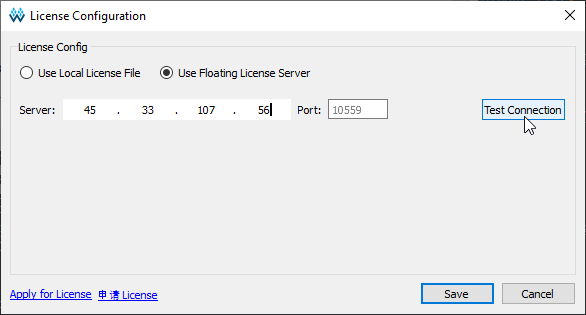 License Configuration
License Config
Use Local License File Use Floating License Server
Server: 45 . 33 . 107 . 56 Port: 10559 Test Connection
Apply for License 申请 License Save Cancel